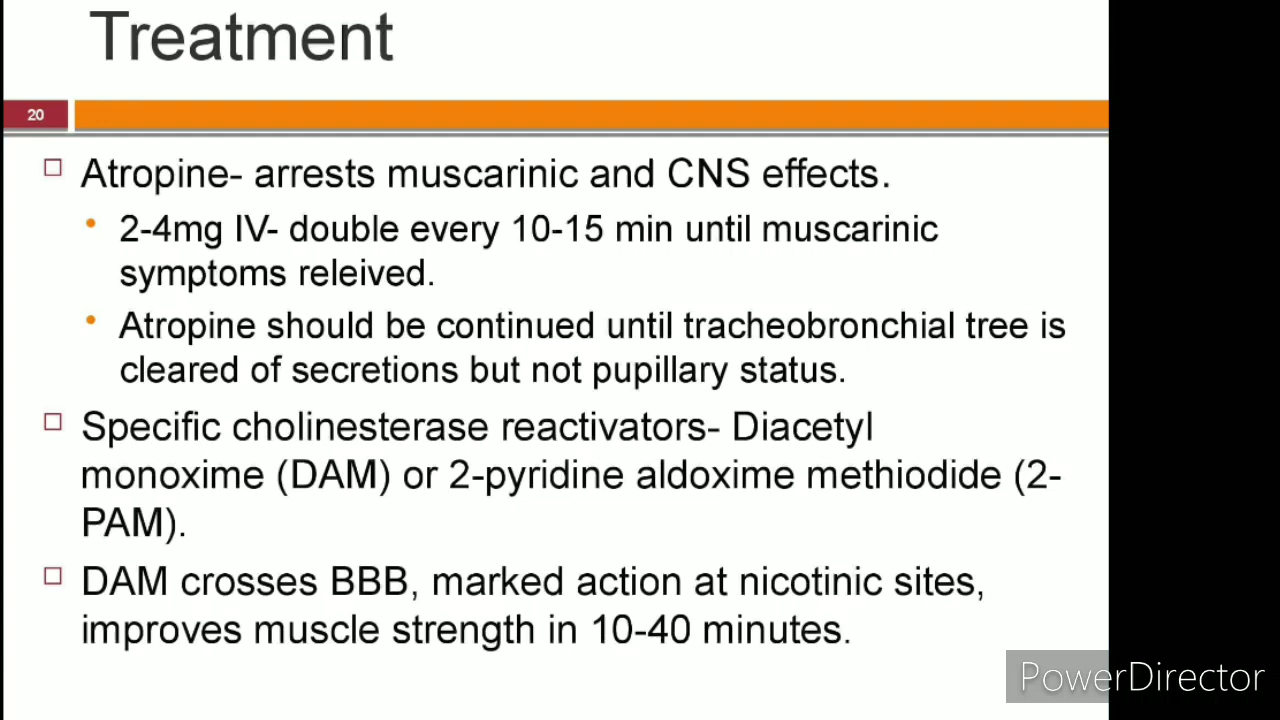 Treatment
20
Atropine- arrests muscarinic and CNS effects.
2-4mg IV- double every 10-15 min until muscarinic
symptoms releived.
Atropine should be continued until tracheobronchial tree is
cleared of secretions but not pupillary status.
Specific cholinesterase reactivators- Diacetyl
monoxime (DAM) or 2-pyridine aldoxime methiodide (2-
PAM).
DAM crosses BBB, marked action at nicotinic sites,
improves muscle strength in 10-40 minutes.
PowerDirector